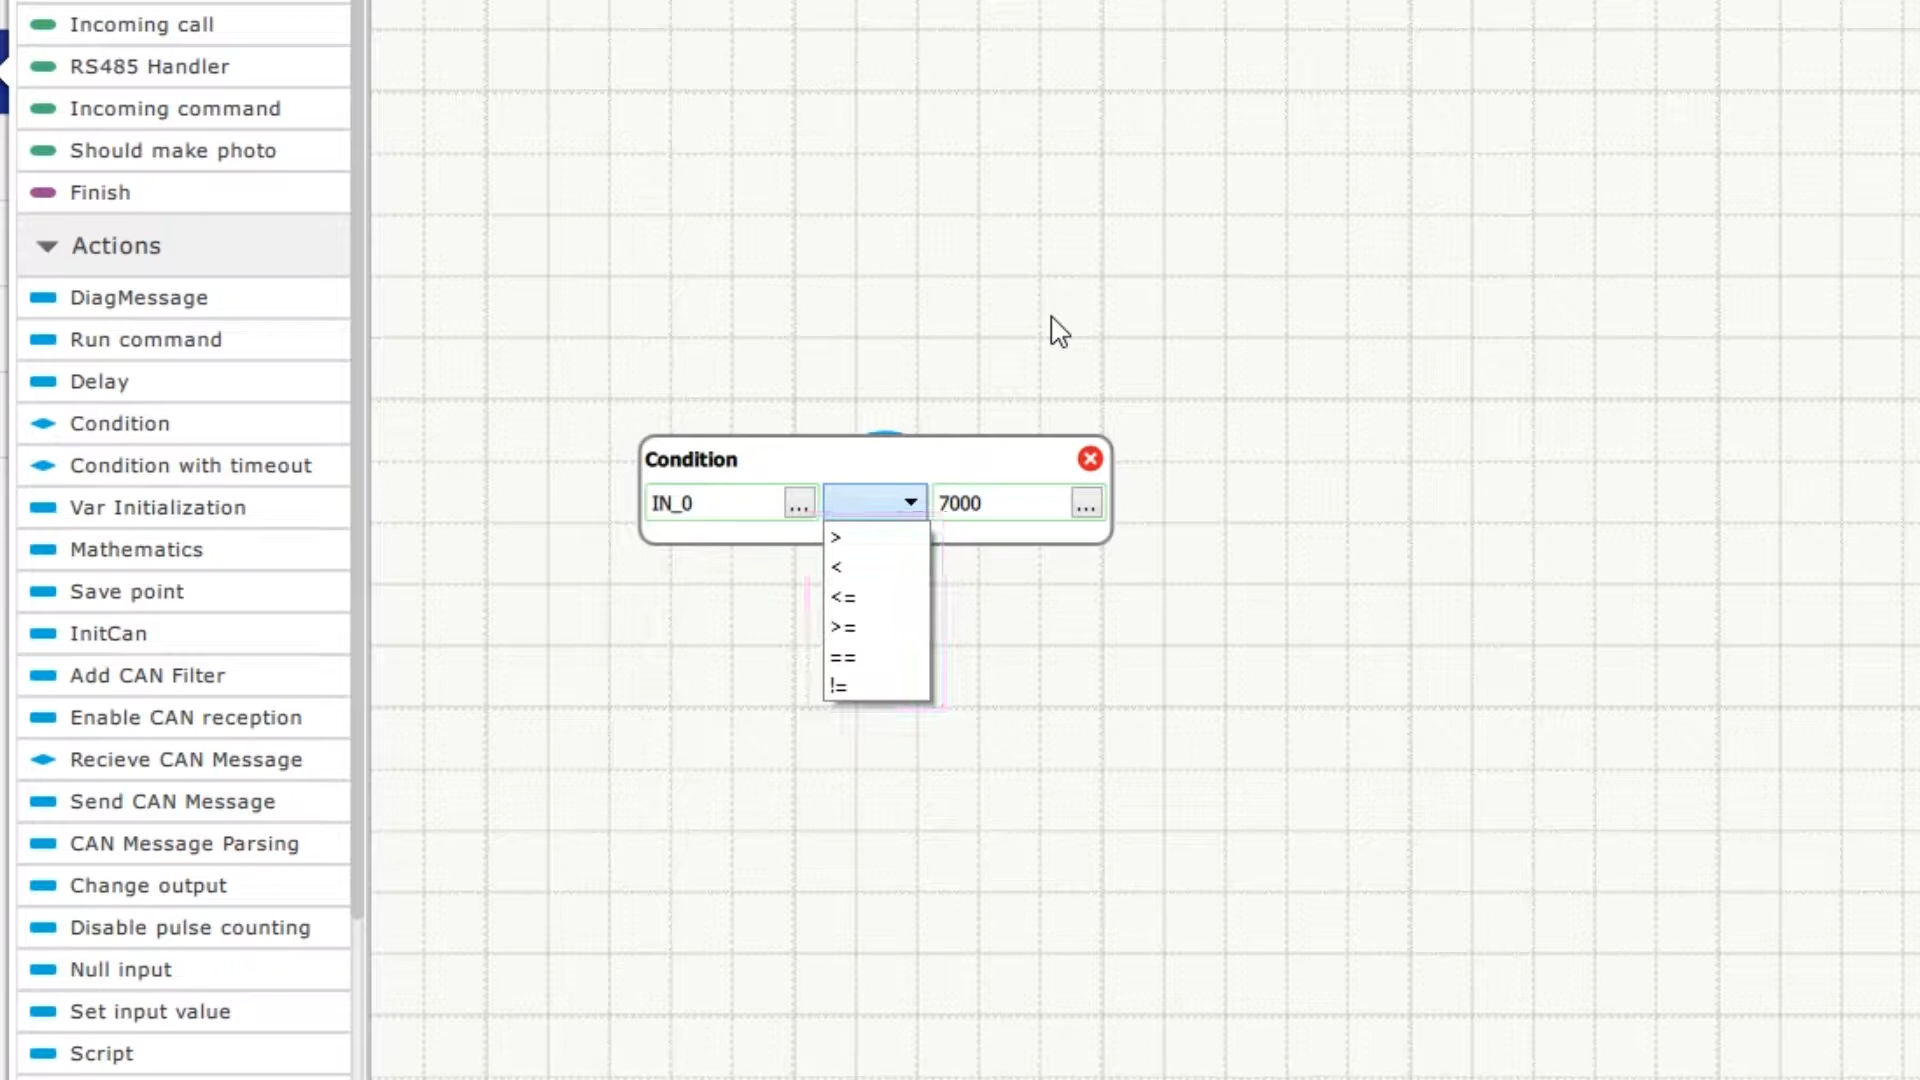 Incoming call
RS485 Handler
Incoming command
Should make photo
Finish
Actions
DiagMessage
Run command
Delay
Condition
Condition with timeout
Var Initialization
Mathematics
Save point
InitCan
Add CAN Filter
Enable CAN reception
Recieve CAN Message
Send CAN Message
CAN Message Parsing
Change output
Disable pulse counting
Null input
Set input value
Script
Condition
IN_0 ... 7000 ...
>
<
<=
>=
==
!=